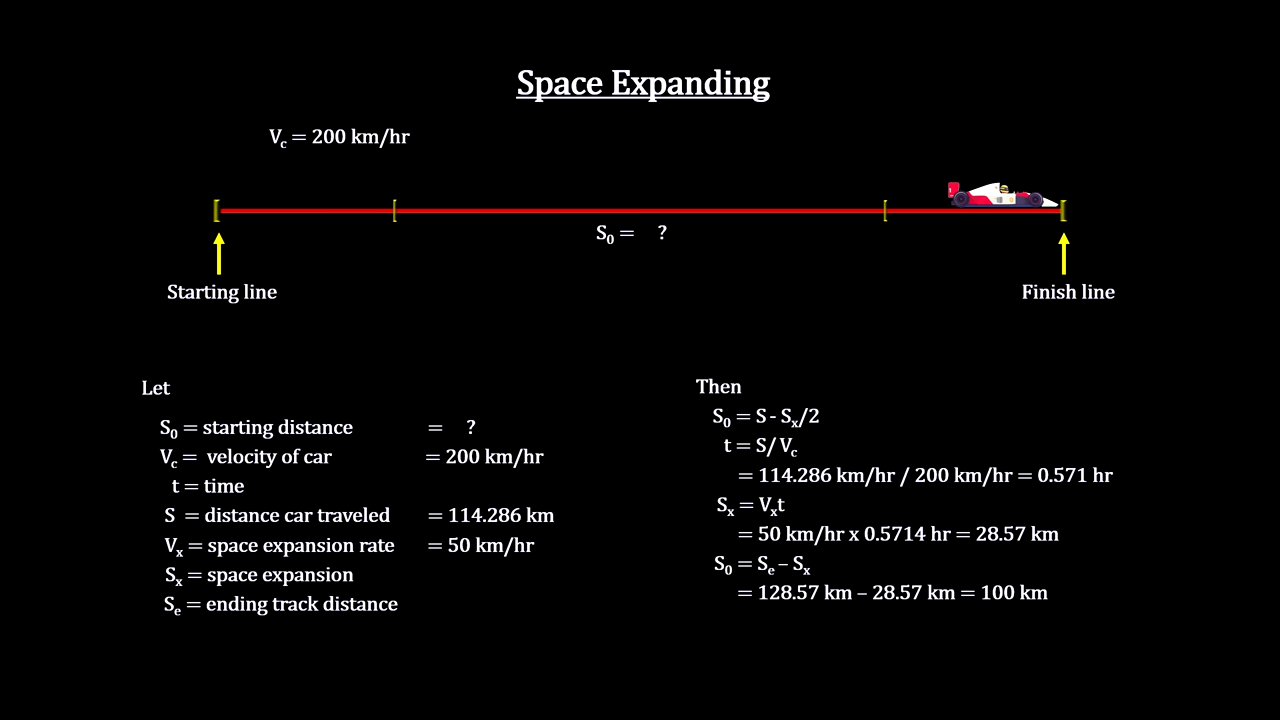 Space Expanding
Vc = 200 km/hr
S0 = ?
Starting line
Finish line
Let
S0 = starting distance = ?
Vc = velocity of car = 200 km/hr
t = time
S = distance car traveled = 114.286 km
Vx = space expansion rate = 50 km/hr
Sx = space expansion
Se = ending track distance
Then
S0 = S - Sx/2
t = S/ Vc
= 114.286 km/hr / 200 km/hr = 0.571 hr
Sx = Vxt
= 50 km/hr x 0.5714 hr = 28.57 km
S0 = Se – Sx
= 128.57 km – 28.57 km = 100 km